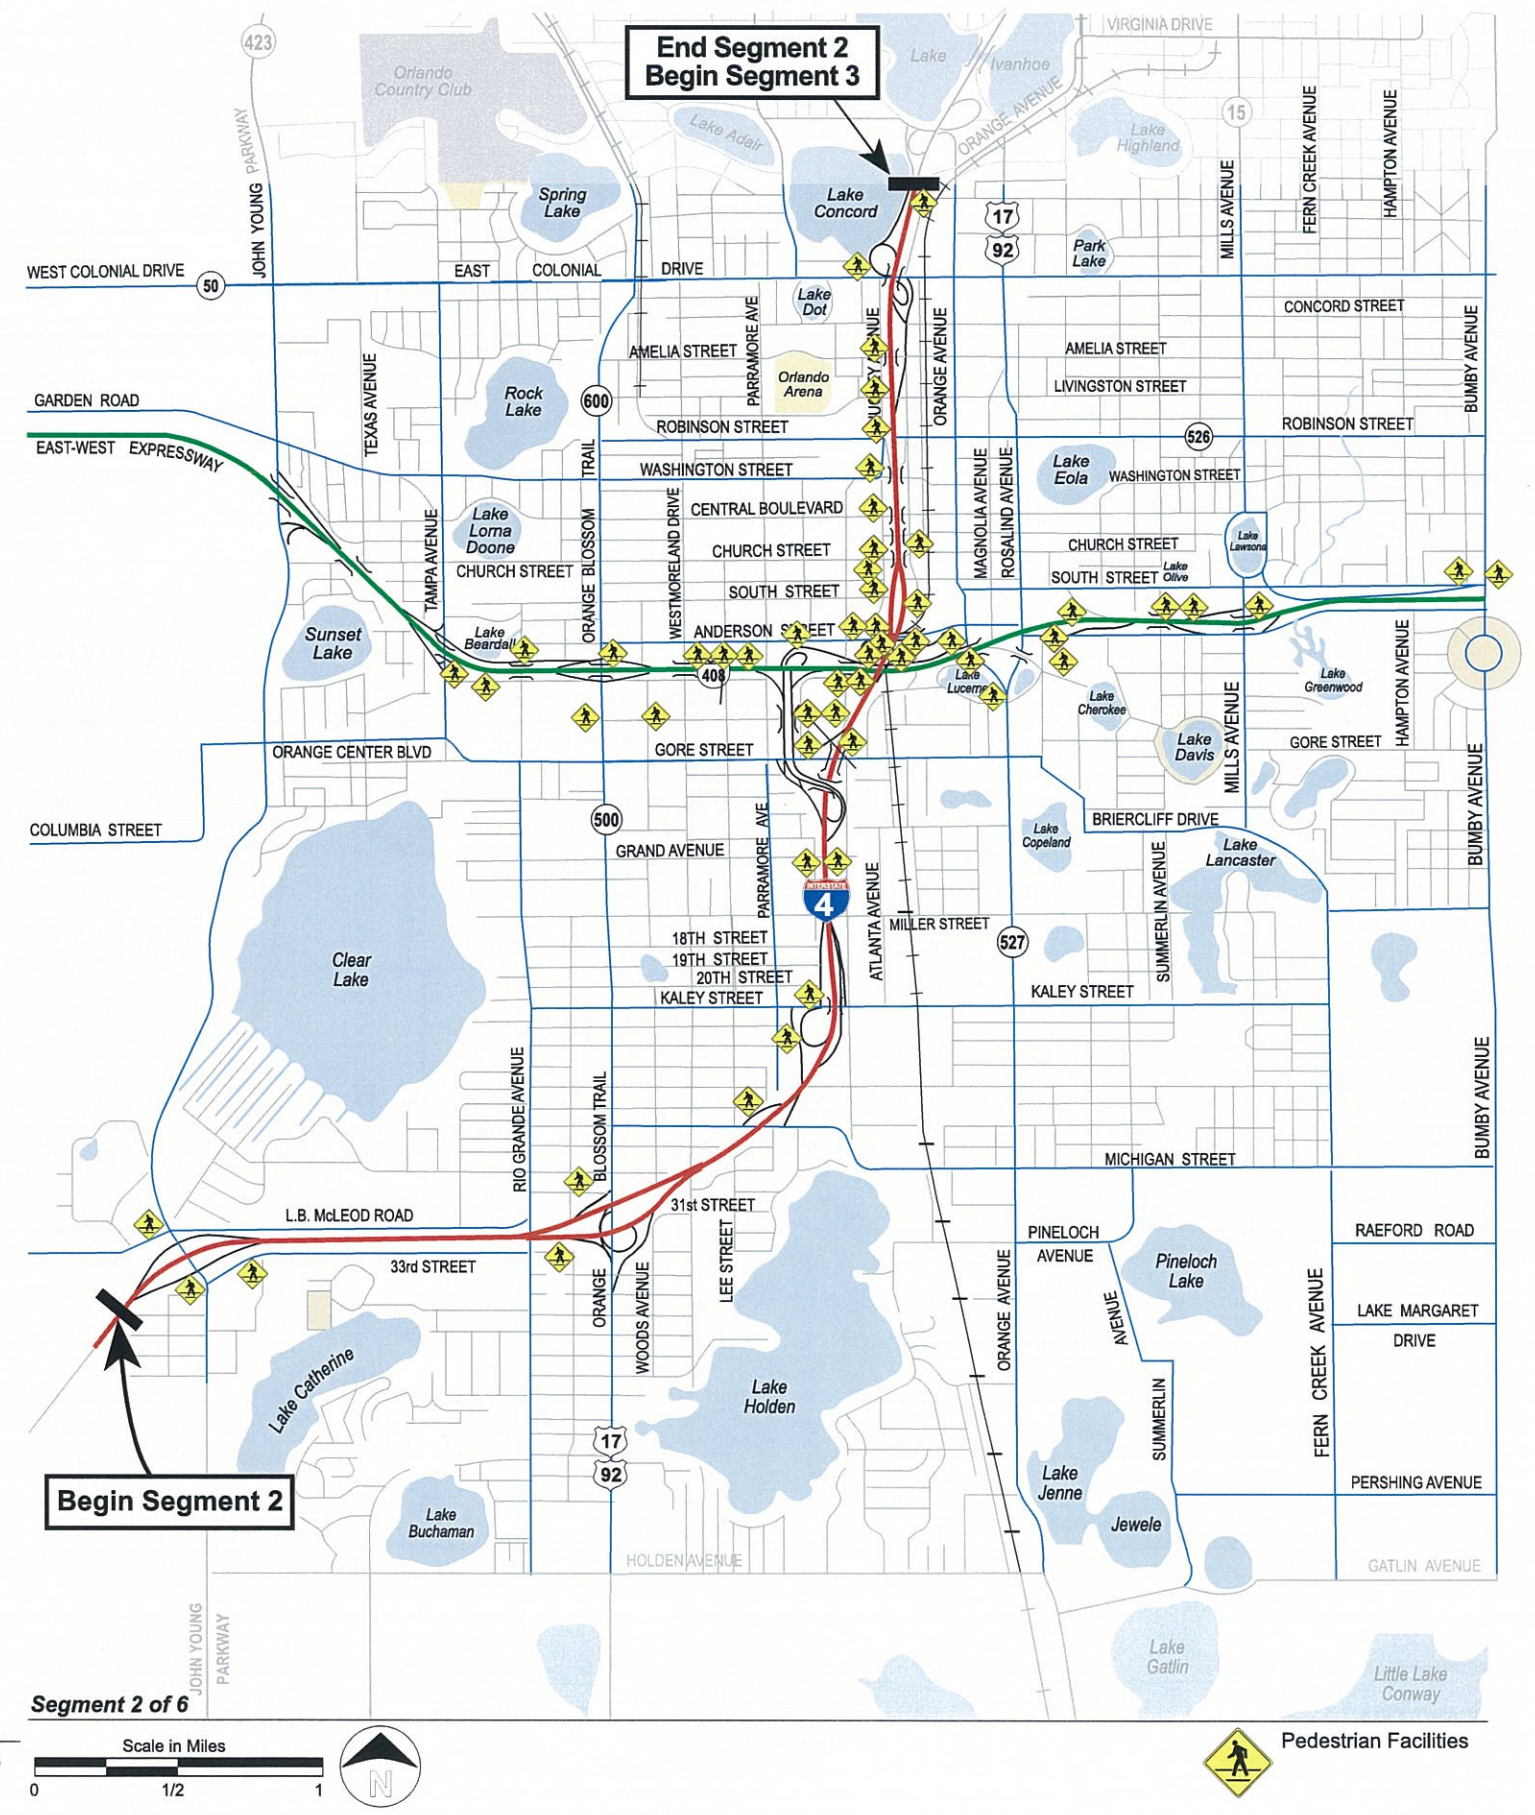 423
Orlando
Country Club
End Segment 2
Begin Segment 3
Lake
Ivanhoe
VIRGINIA DRIVE
ORANGE AVENUE
Lake Adair
Lake
Highland
15
FERN CREEK AVENUE
HAMPTON AVENUE
JOHN YOUNG PARKWAY
Spring
Lake
Lake
Concord
17
92
Park
Lake
MILLS AVENUE
WEST COLONIAL DRIVE
50
EAST COLONIAL DRIVE
Lake
Dot
CONCORD STREET
PARRAMORE AVE
AMELIA STREET
ORANGE AVENUE
AMELIA STREET
BUMBY AVENUE
TEXAS AVENUE
Rock
Lake
600
Orlando
Arena
LIVINGSTON STREET
GARDEN ROAD
ROBINSON STREET
526
ROBINSON STREET
EAST-WEST EXPRESSWAY
WASHINGTON STREET
Lake
Eola
WASHINGTON STREET
ORANGE BLOSSOM TRAIL
WESTMORELAND DRIVE
MAGNOLIA AVENUE
ROSALIND AVENUE
TAMPA AVENUE
Lake
Lorna
Doone
CENTRAL BOULEVARD
CHURCH STREET
CHURCH STREET
Lake
Lawsona
CHURCH STREET
SOUTH STREET
Lake
Olive
SOUTH STREET
Sunset
Lake
Lake
Beardall
ANDERSON STREET
408
Lake
Lucerne
Lake
Cherokee
Lake
Greenwood
HAMPTON AVENUE
ORANGE CENTER BLVD
GORE STREET
Lake
Davis
MILLS AVENUE
GORE STREET
BUMBY AVENUE
COLUMBIA STREET
500
PARRAMORE AVE
GRAND AVENUE
Lake
Copeland
BRIERCLIFF DRIVE
Lake
Lancaster
INTERSTATE
4
ATLANTA AVENUE
SUMMERLIN AVENUE
MILLER STREET
Clear
Lake
18TH STREET
19TH STREET
20TH STREET
KALEY STREET
527
KALEY STREET
RIO GRANDE AVENUE
BLOSSOM TRAIL
BUMBY AVENUE
MICHIGAN STREET
L.B. McLEOD ROAD
31st STREET
LEE STREET
PINELOCH
AVENUE
RAEFORD ROAD
33rd STREET
ORANGE
WOODS AVENUE
ORANGE AVENUE
Pineloch
Lake
AVENUE
SUMMERLIN
FERN CREEK AVENUE
LAKE MARGARET
DRIVE
Lake Catherine
Lake
Holden
17
92
Lake
Jenne
Jewele
PERSHING AVENUE
Begin Segment 2
Lake
Buchaman
HOLDEN AVENUE
GATLIN AVENUE
JOHN YOUNG
PARKWAY
Lake
Gatlin
Little Lake
Conway
Segment 2 of 6
Scale in Miles
0 1/2 1
N
Pedestrian Facilities